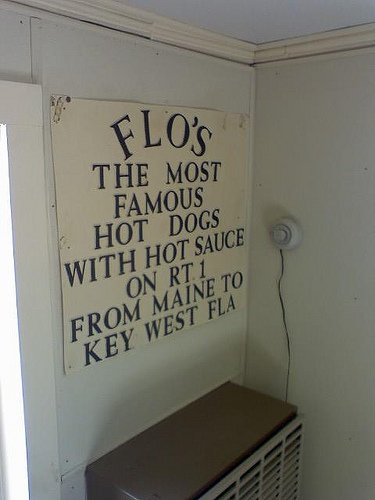 FLO'S
THE MOST
FAMOUS
HOT DOGS
WITH HOT SAUCE
ON RT. 1
FROM MAINE TO
KEY WEST FLA